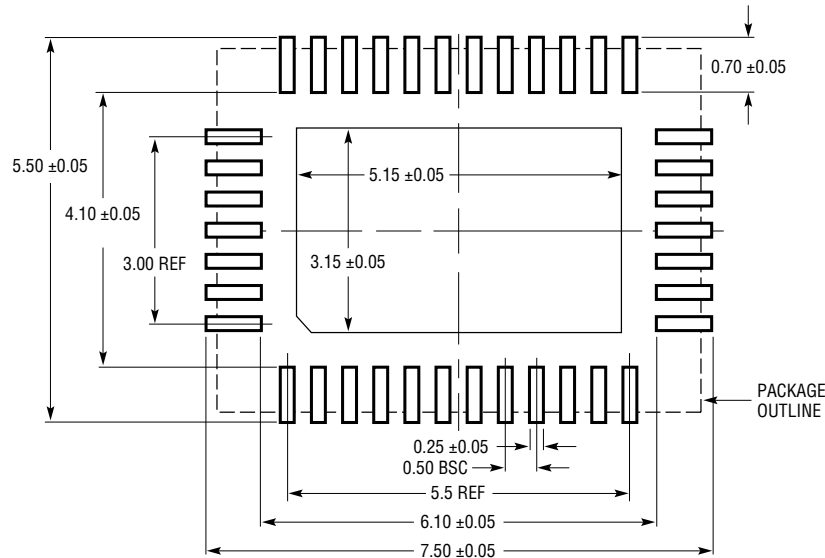 0.70 ±0.05
5.50 ±0.05
5.15 ±0.05
4.10 ±0.05
3.00 REF
3.15 ±0.05
PACKAGE
OUTLINE
0.25 ±0.05
0.50 BSC
5.5 REF
6.10 ±0.05
7.50 ±0.05